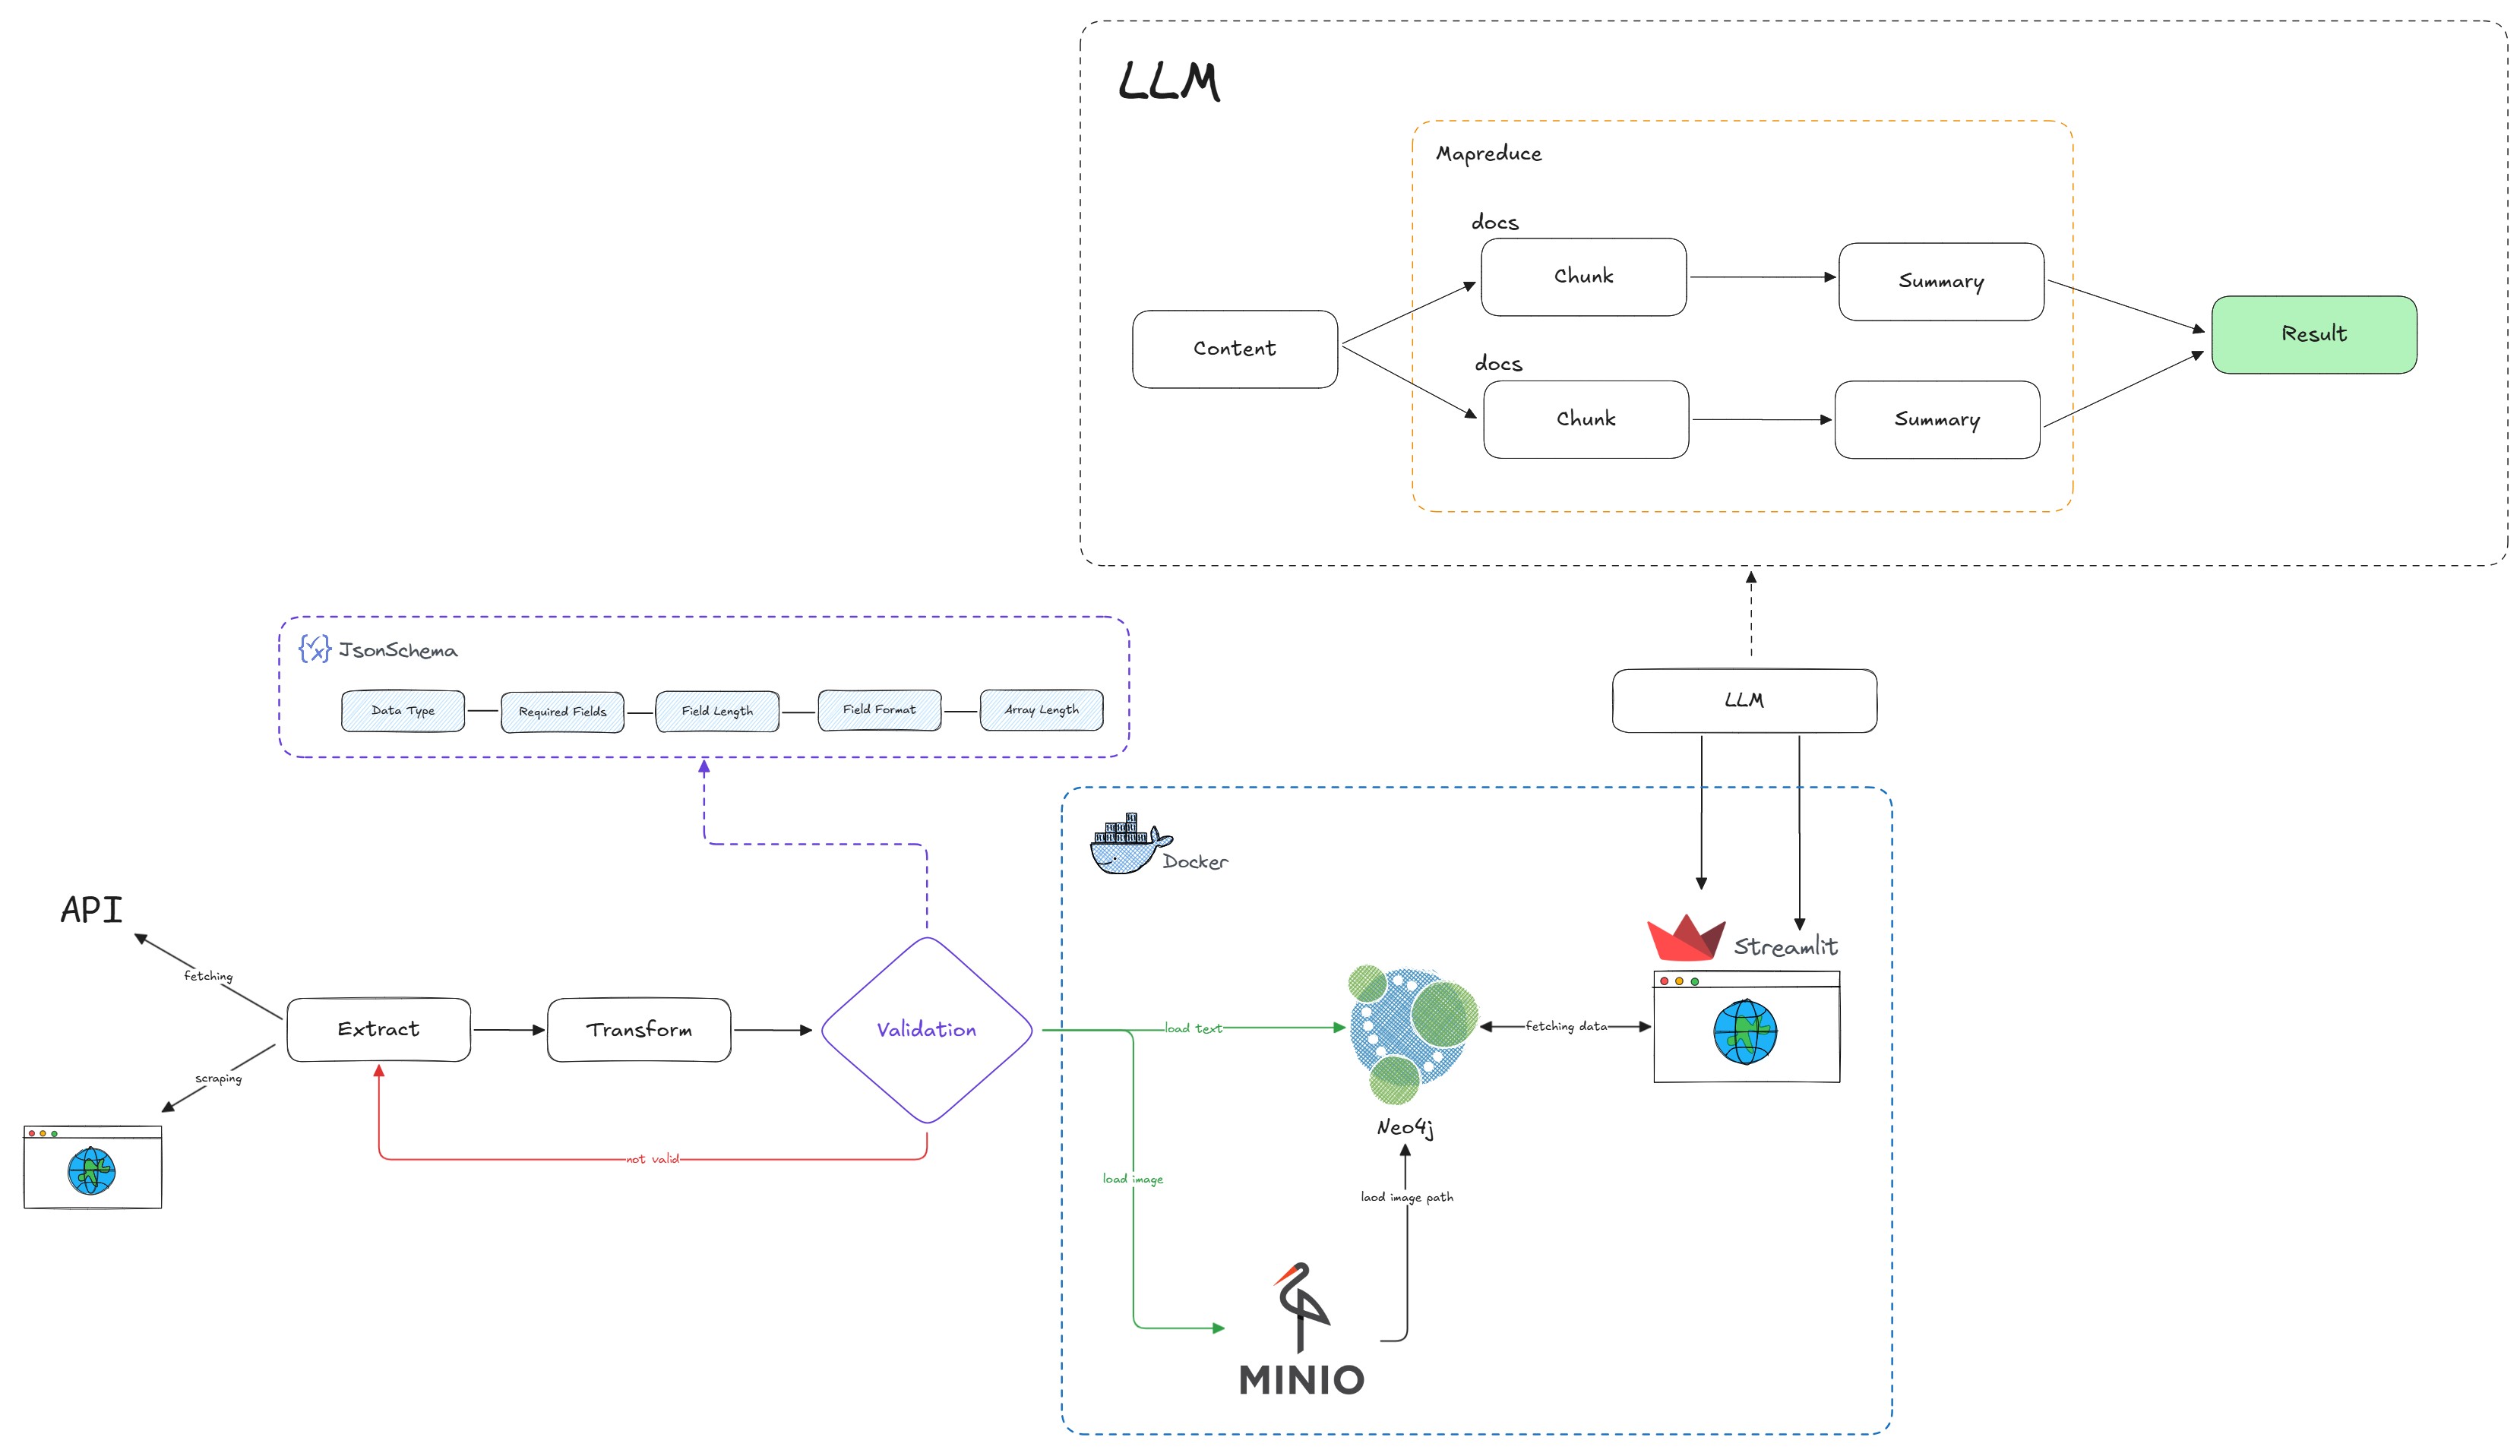 LLM
Mapreduce
docs
Chunk
Summary
Content
Result
docs
Chunk
Summary
JsonSchema
Data Type
Required Fields
Field Length
Field Format
Array Length
LLM
Docker
API
fetching
Streamlit
Extract
Transform
Validation
load text
fetching data
scraping
Neo4j
not valid
load image
laod image path
MINIO